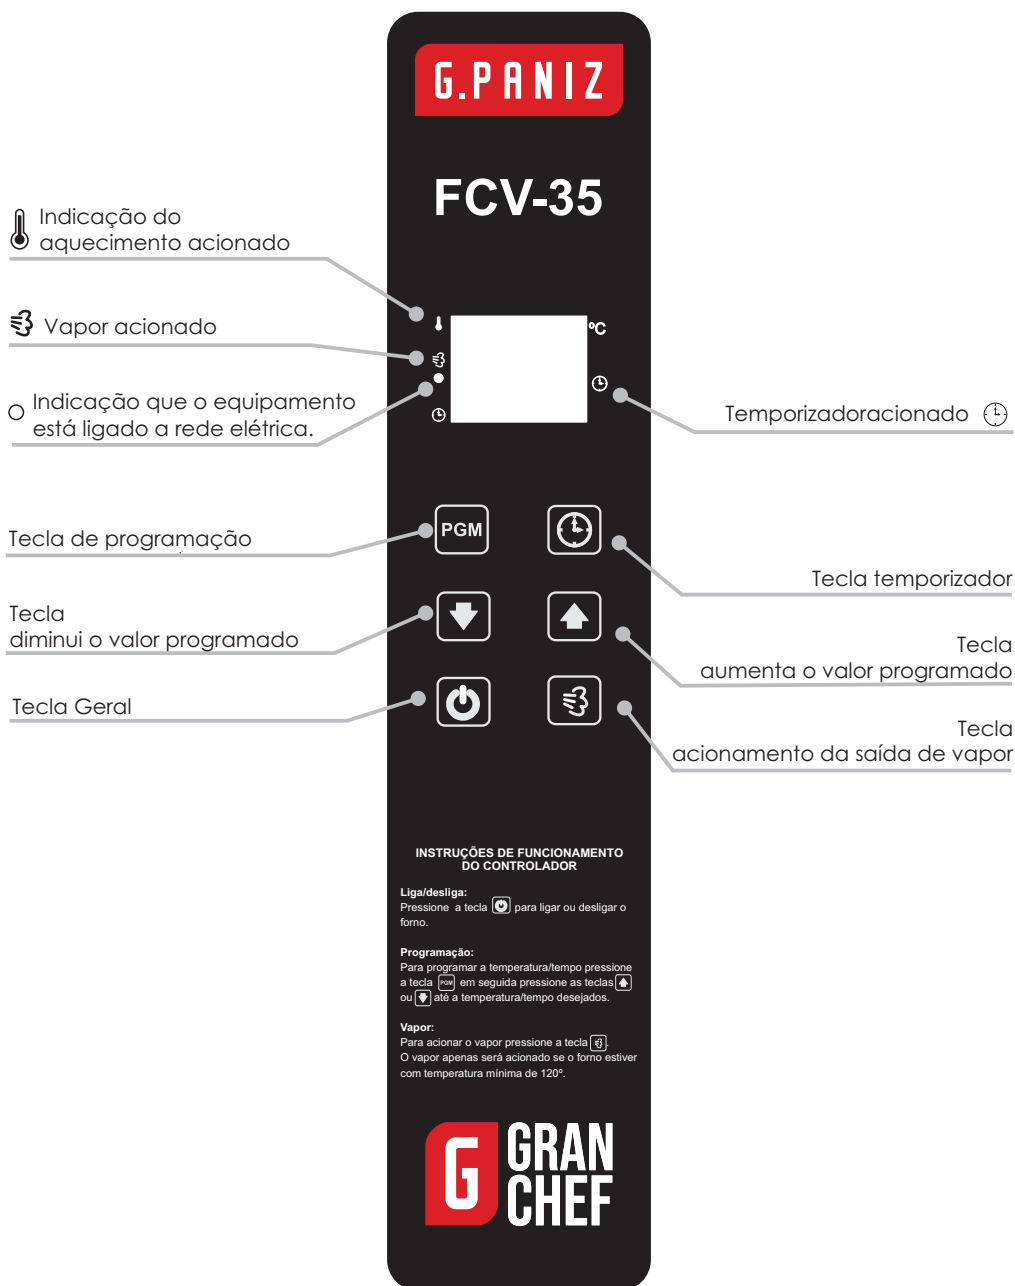 G.PANIZ
FCV-35
Indicação do
aquecimento acionado
Vapor acionado
Indicação que o equipamento
está ligado a rede elétrica.
ºC
Temporizadoracionado
Tecla de programação
PGM
Tecla temporizador
Tecla
diminui o valor programado
Tecla
aumenta o valor programado
Tecla Geral
Tecla
acionamento da saída de vapor
INSTRUÇÕES DE FUNCIONAMENTO
DO CONTROLADOR
Liga/desliga:
Pressione a tecla para ligar ou desligar o
forno.
Programação:
Para programar a temperatura/tempo pressione
a tecla PGM em seguida pressione as teclas
ou até a temperatura/tempo desejados.
Vapor:
Para acionar o vapor pressione a tecla .
O vapor apenas será acionado se o forno estiver
com temperatura mínima de 120º.
G GRAN
CHEF